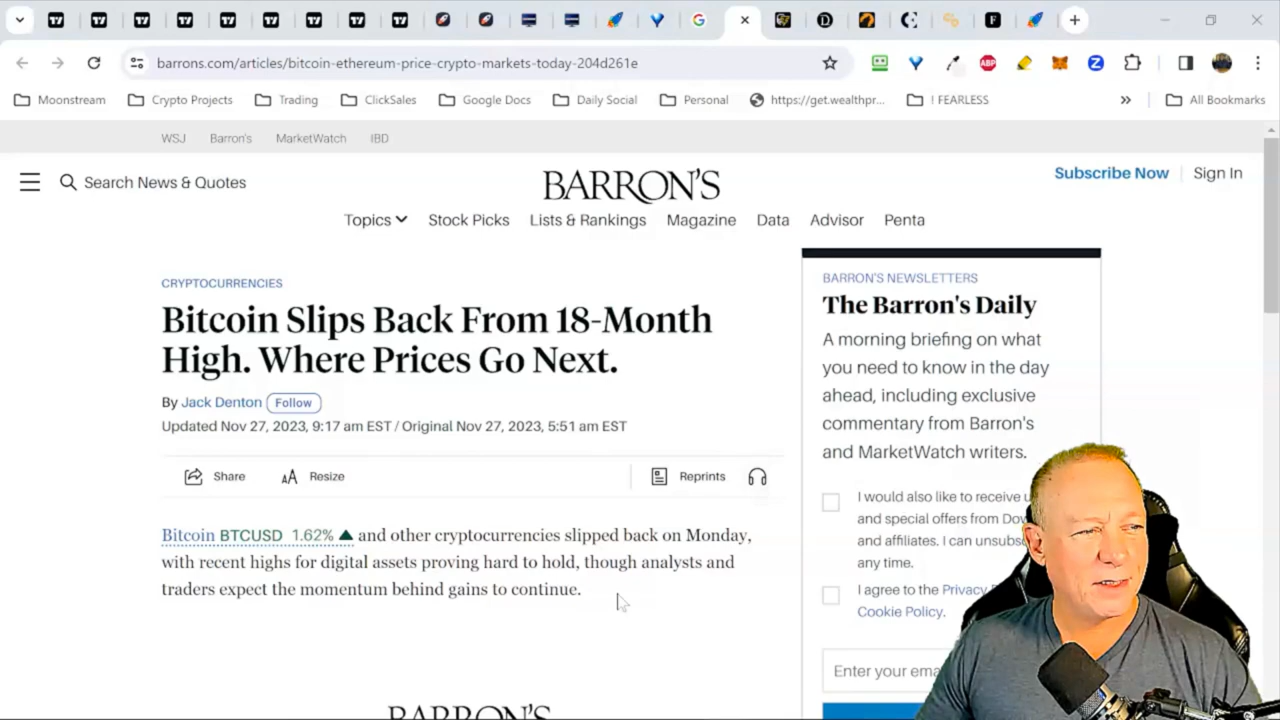 barrons.com/articles/bitcoin-ethereum-price-crypto-markets-today-204d261e
ABP
Moonstream Crypto Projects Trading ClickSales Google Docs Daily Social Personal https://get.wealthpr... ! FEARLESS » All Bookmarks
WSJ Barron's MarketWatch IBD
Search News & Quotes
BARRON'S
Subscribe Now Sign In
Topics Stock Picks Lists & Rankings Magazine Data Advisor Penta
CRYPTOCURRENCIES
Bitcoin Slips Back From 18-Month
High. Where Prices Go Next.
By Jack Denton Follow
Updated Nov 27, 2023, 9:17 am EST / Original Nov 27, 2023, 5:51 am EST
Share AA Resize Reprints
Bitcoin BTCUSD 1.62% ▲ and other cryptocurrencies slipped back on Monday,
with recent highs for digital assets proving hard to hold, though analysts and
traders expect the momentum behind gains to continue.
BARRON'S
BARRON'S NEWSLETTERS
The Barron's Daily
A morning briefing on what
you need to know in the day
ahead, including exclusive
commentary from Barron's
and MarketWatch writers.
I would also like to receive
and special offers from Dow
and affiliates. I can unsubs
any time.
I agree to the Privacy
Cookie Policy.
Enter your ema